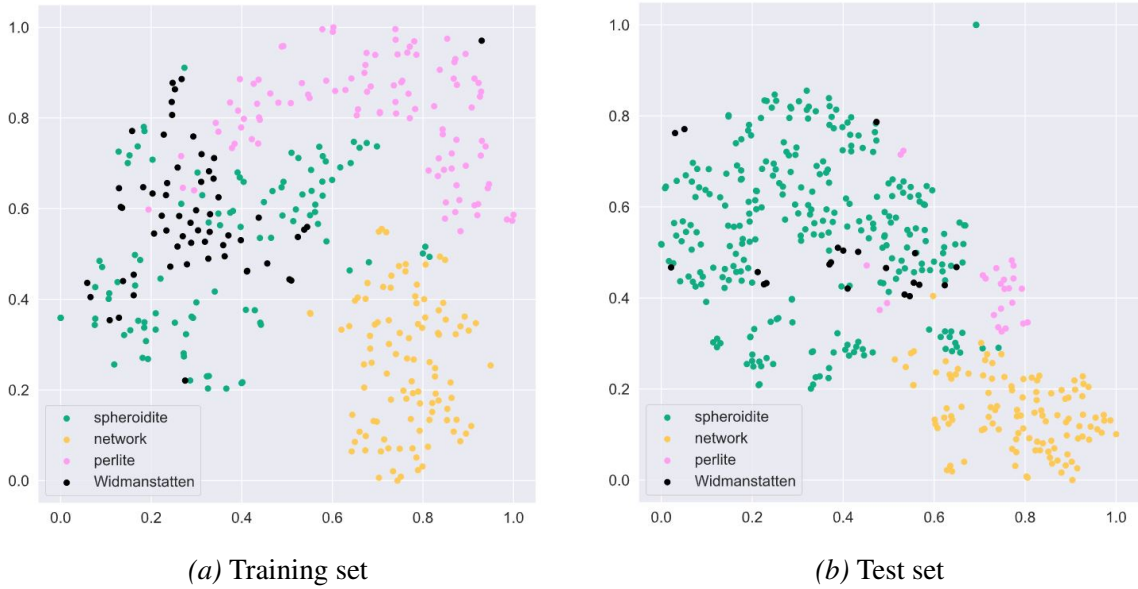 1.0
0.8
0.6
0.4
0.2
0.0
spheroidite
network
perlite
Widmanstatten
0.0 0.2 0.4 0.6 0.8 1.0
(a) Training set
1.0
0.8
0.6
0.4
0.2
0.0
spheroidite
network
perlite
Widmanstatten
0.0 0.2 0.4 0.6 0.8 1.0
(b) Test set